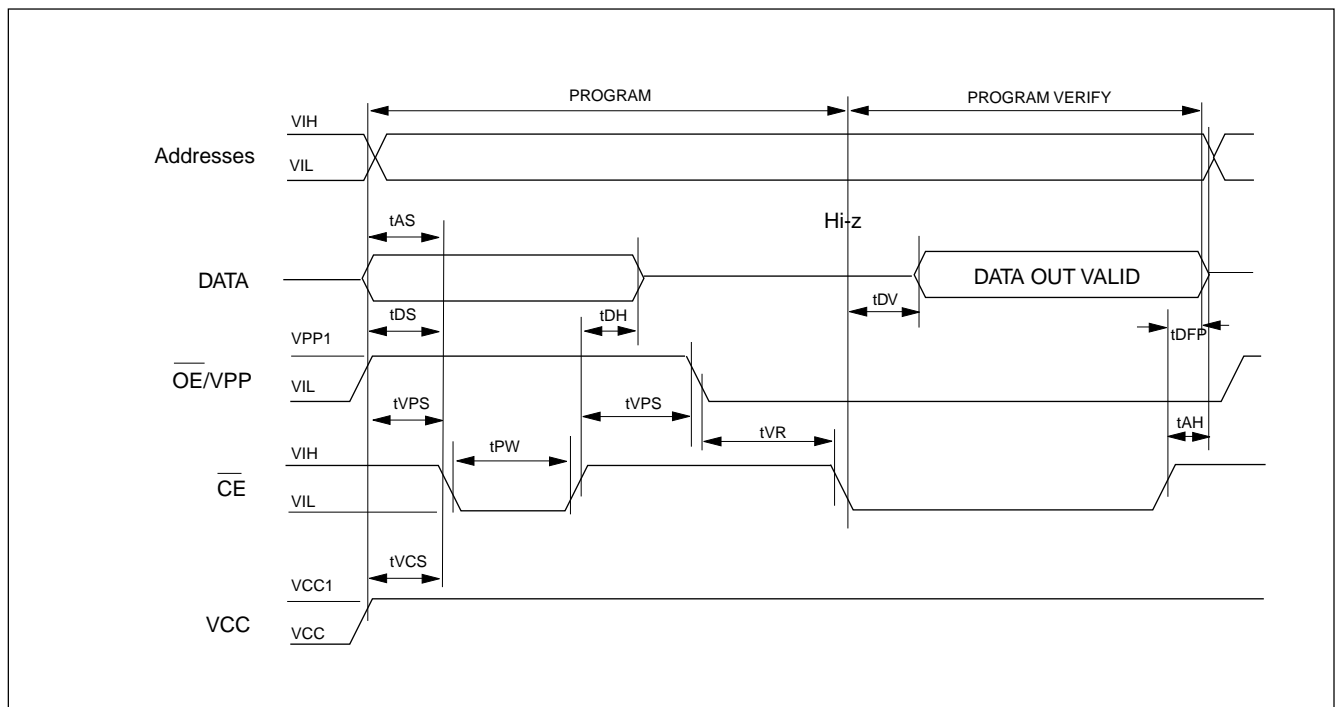 PROGRAM PROGRAM VERIFY
VIH
Addresses
VIL
tAS
Hi-z
DATA
DATA OUT VALID
tDS
tDH
tDV
tDFP
VPP1
OE/VPP
VIL
tVPS
tVPS
tAH
tPW
tVR
VIH
CE
VIL
tVCS
VCC1
VCC
VCC